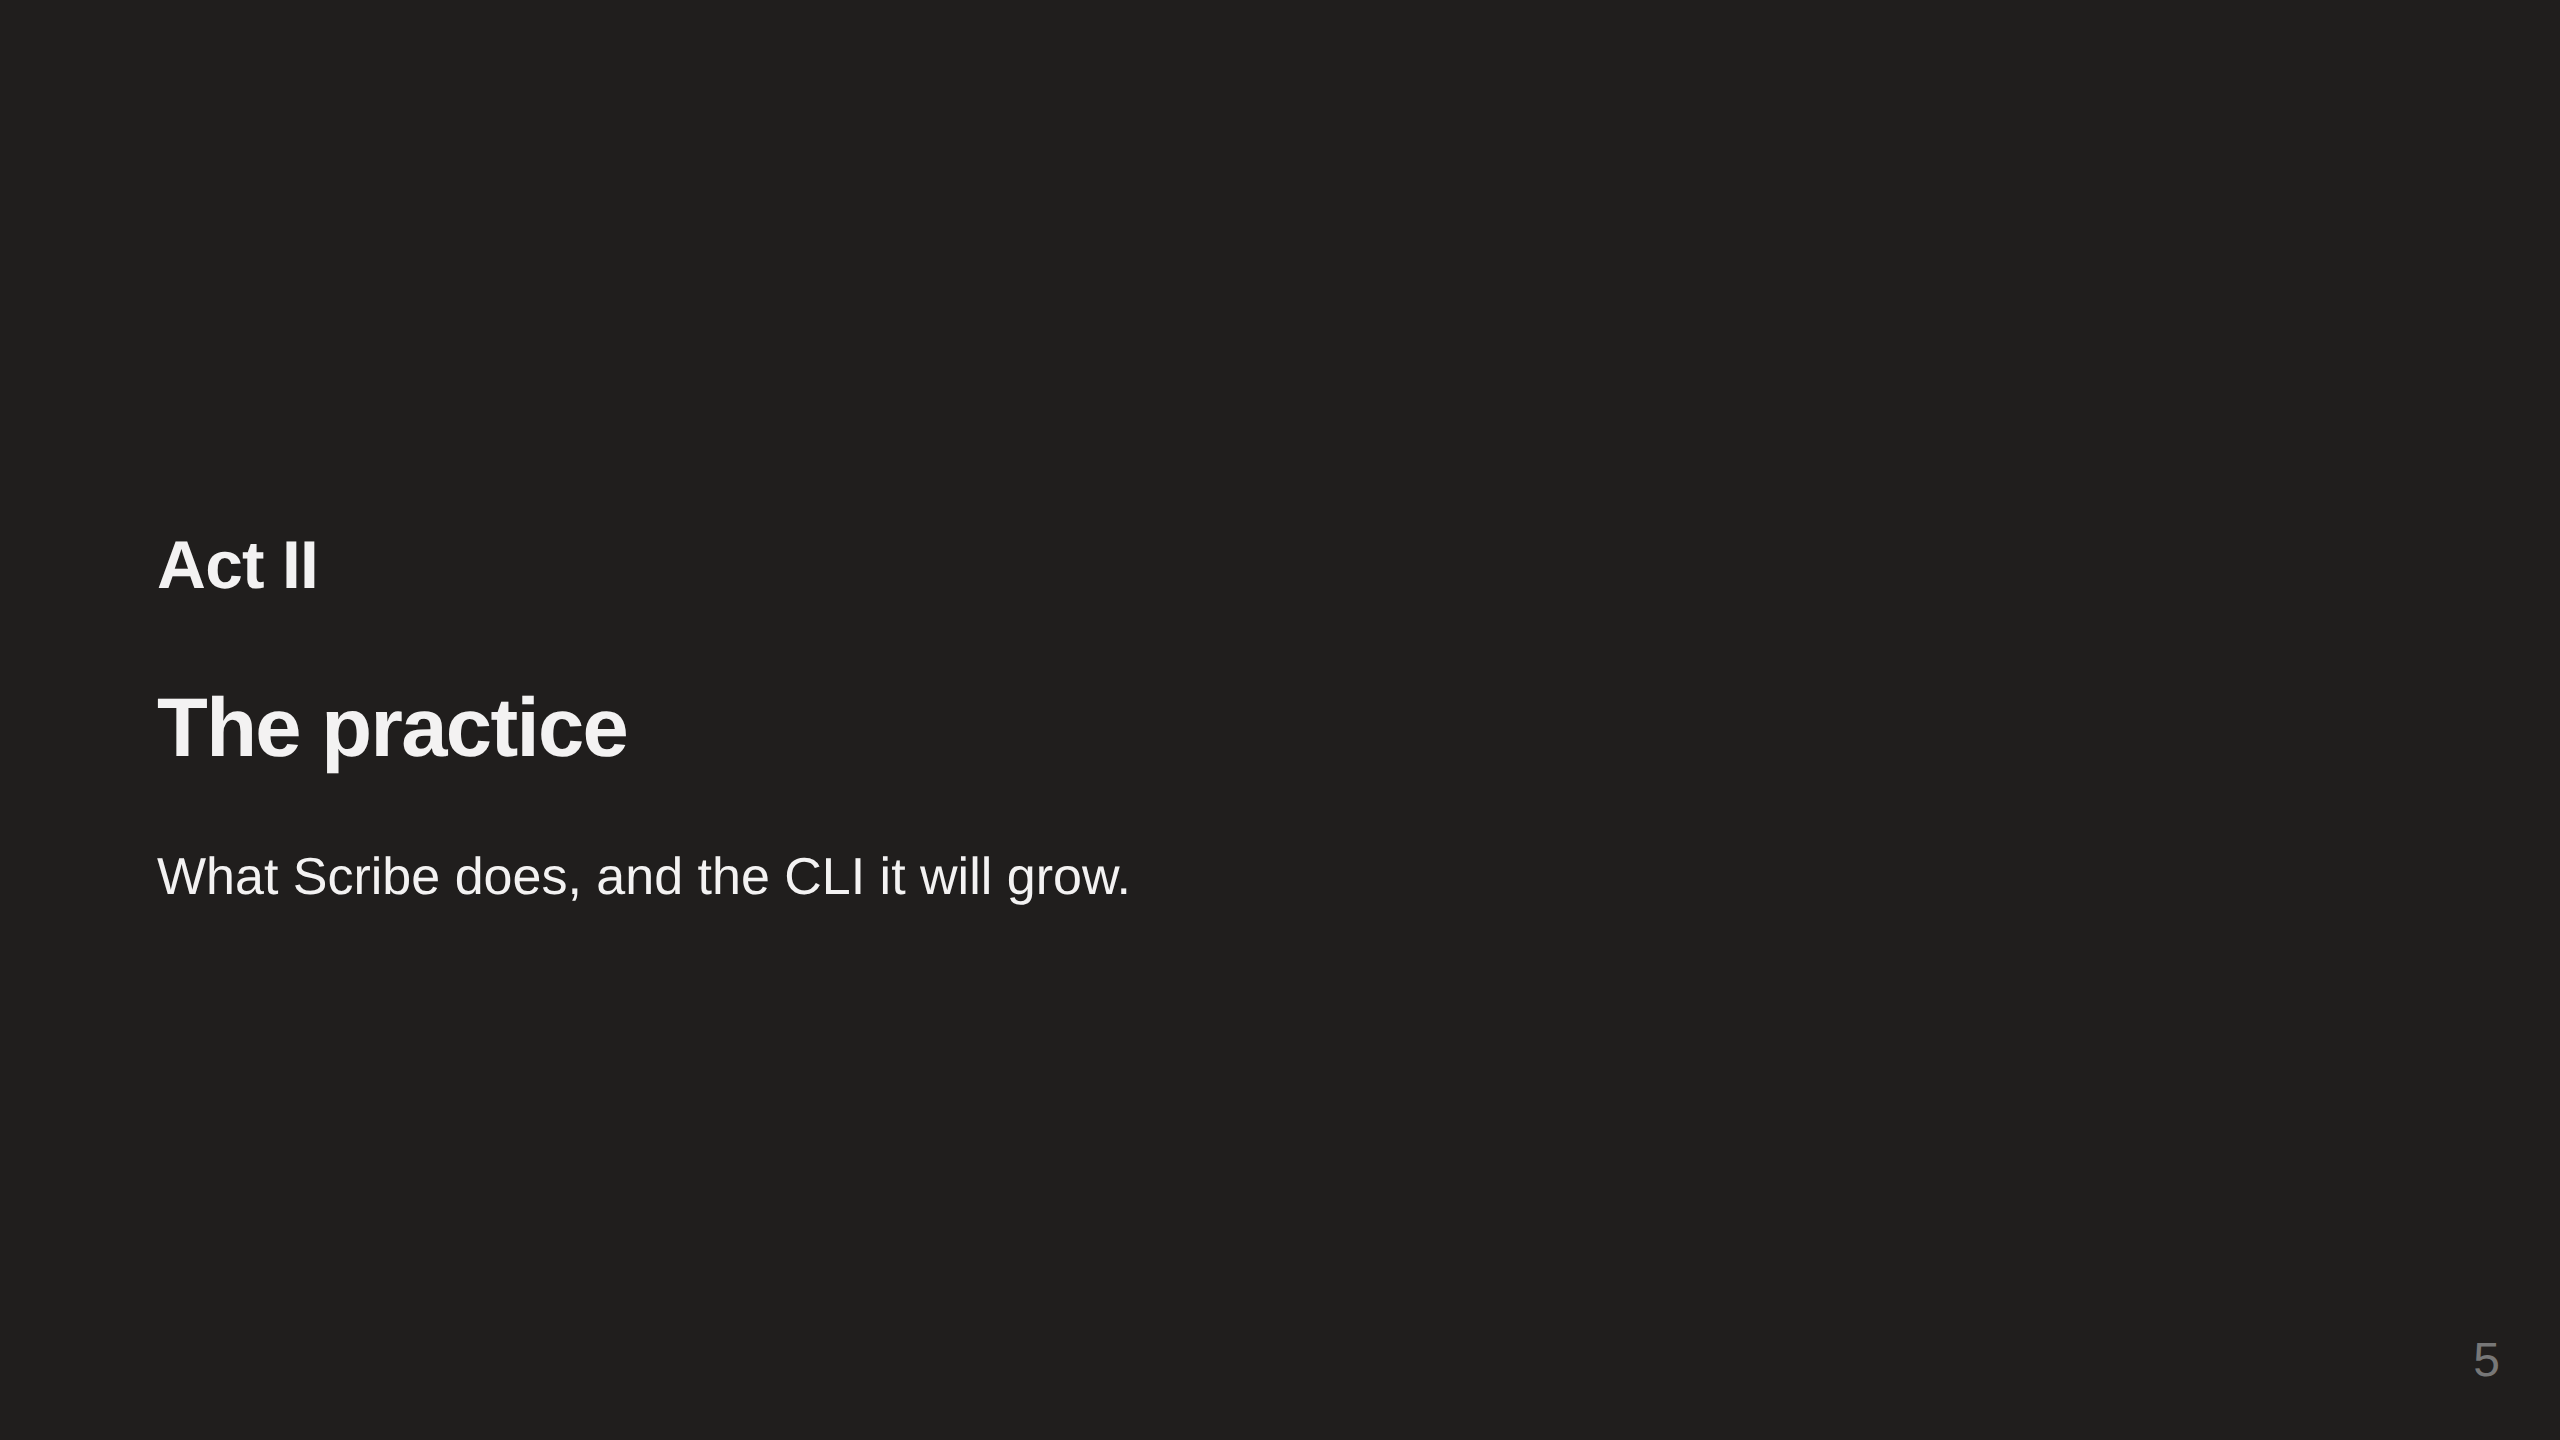 Act II
The practice
What Scribe does, and the CLI it will grow.
5